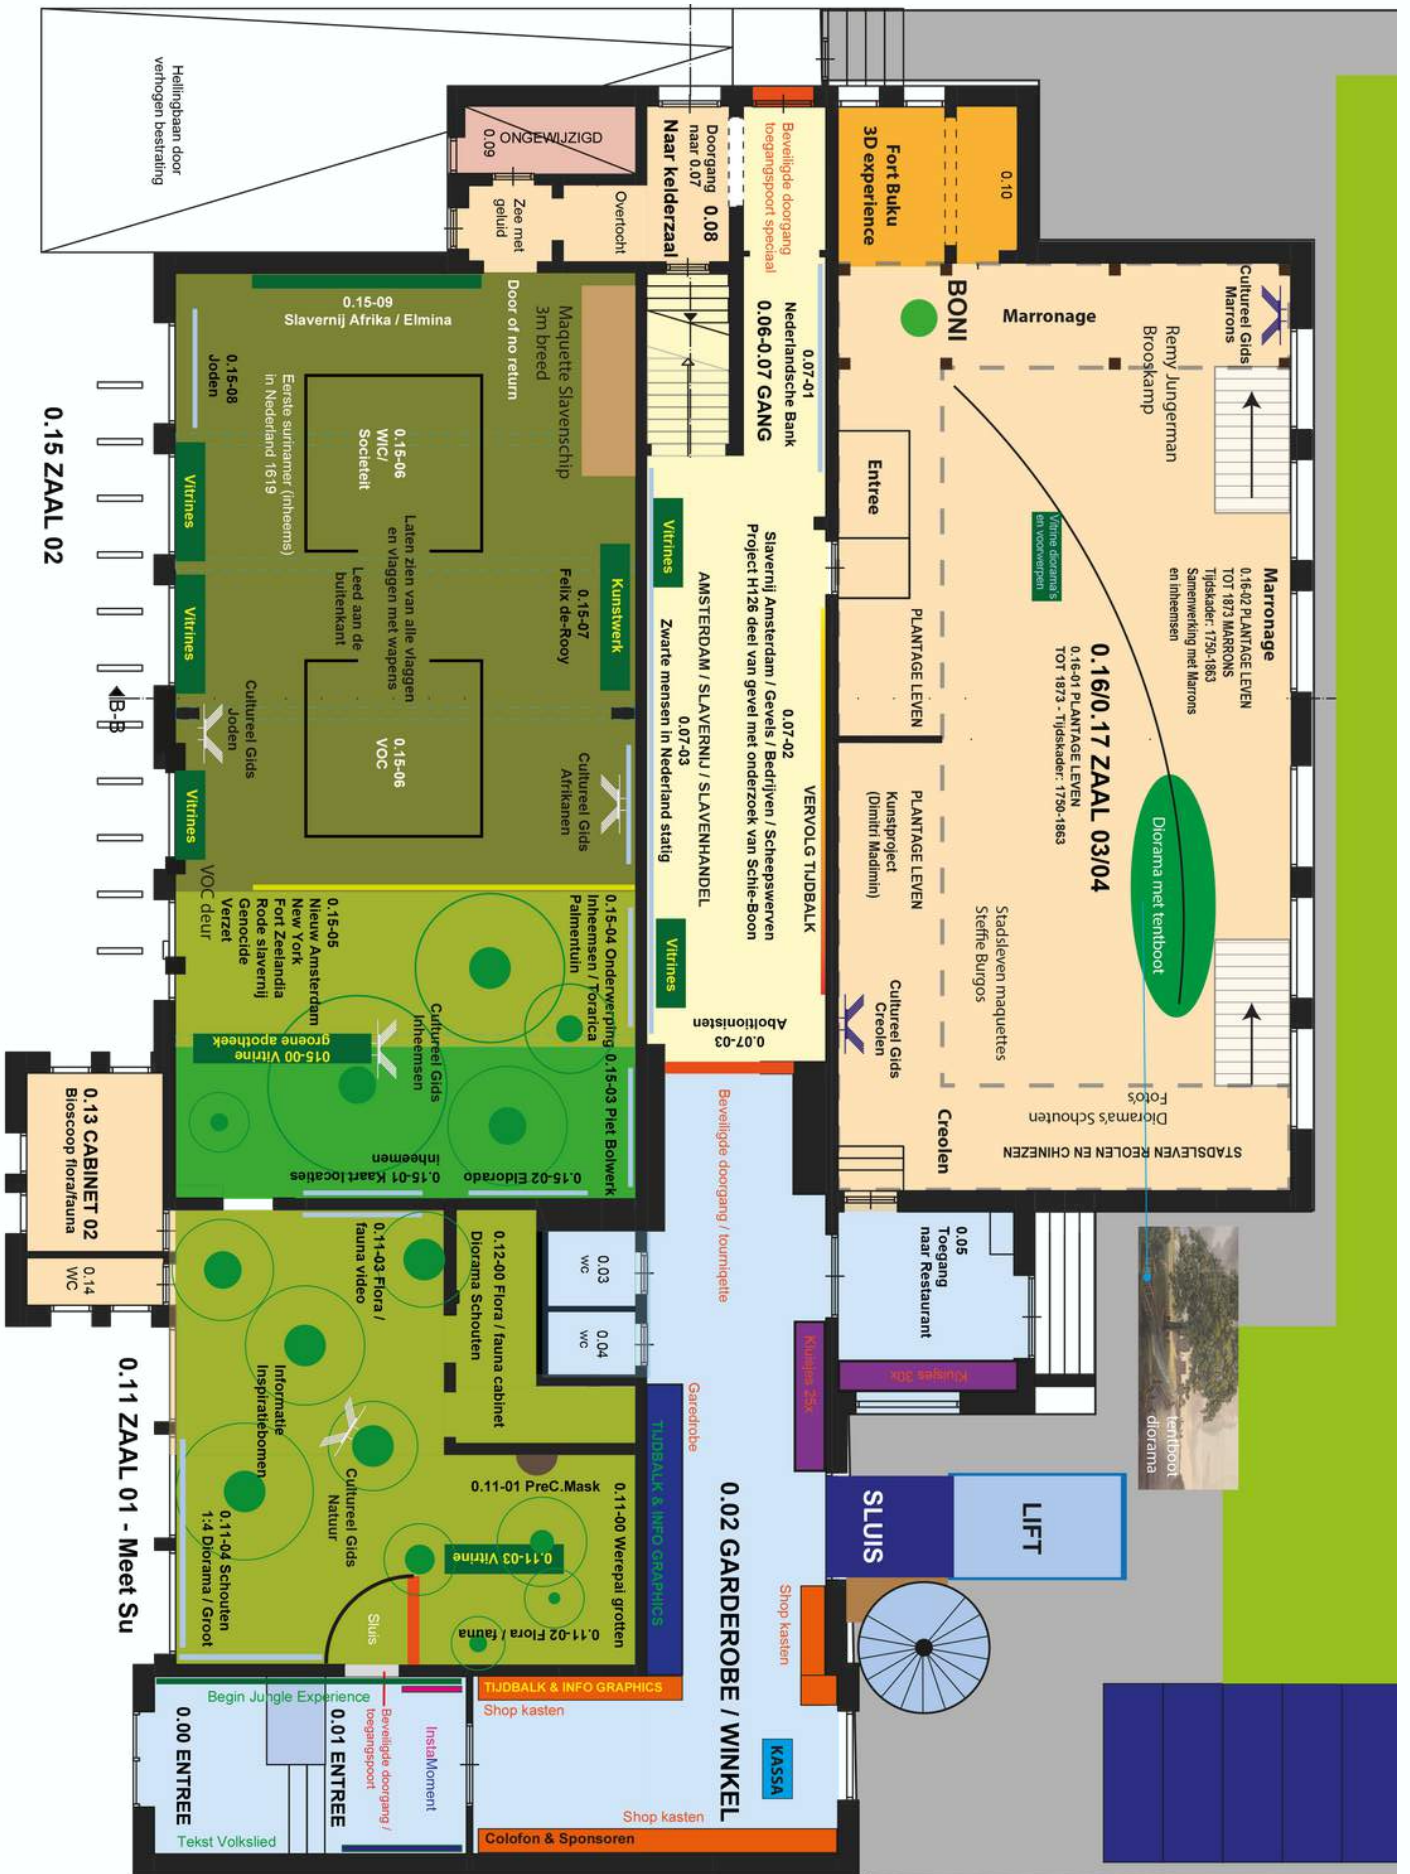 Hellingbaan door
verhogen bestrating
0.09
ONGEWIJZIGD
Doorgang
naar 0.07
0.08
Naar kelderzaal
Overtocht
Zee met
geluid
Beveiligde doorgang
toegangspoort speciaal
Fort Buku
3D experience
0.10
Cultureel Gids
Marrons
Marronage
BONI
Remy Jungerman
Brooskamp
Entree
Vitrine diorama's
en voorwerpen
Marronage
0.16-02 PLANTAGE LEVEN
TOT 1873 MARRONS
Tijdskader: 1750-1863
Samenwerking met Marrons
en inheemsen
0.16/0.17 ZAAL 03/04
0.16-01 PLANTAGE LEVEN
TOT 1873 - Tijdskader: 1750-1863
Diorama met tentboot
PLANTAGE LEVEN
PLANTAGE LEVEN
Kunstproject
(Dimitri Madimin)
Stadsleven maquettes
Steffie Burgos
Cultureel Gids
Creolen
Creolen
Foto's
Diorama's Schouten
STADSLEVEN REOLEN EN CHINEZEN
tentboot
diorama
0.07-01
Nederlandsche Bank
0.06-0.07 GANG
0.07-02
Slavernij Amsterdam / Gevels / Bedrijven / Scheepswerven
Project H126 deel van gevel met onderzoek van Schie-Boon
AMSTERDAM / SLAVERNIJ / SLAVENHANDEL
0.07-03
Zwarte mensen in Nederland statig
Vitrines
VERVOLG TIJDBALK
Vitrines
0.07-03
Aboltionisten
0.15-09
Slavernij Afrika / Elmina
Door of no return
Maquette Slavenschip
3m breed
0.15-08
Joden
Eerste surinamer (inheems)
in Nederland 1619
0.15-06
WIC/
Societeit
Laten zien van alle vlaggen
en vlaggen met wapens
Leed aan de
buitenkant
0.15-07
Felix de-Rooy
Kunstwerk
Vitrines
Vitrines
Vitrines
0.15-06
VOC
Cultureel Gids
Joden
Cultureel Gids
Afrikanen
VOC deur
0.15 ZAAL 02
B-B
0.15-05
Nieuw Amsterdam
New York
Fort Zeelandia
Rode slavernij
Genocide
Verzet
0.15-04 Onderwerping
Inheemsen / Torarica
Palmentuin
015-00 Vitrine
groene apotheek
Cultureel Gids
Inheemsen
0.15-03 Piet Bolwerk
0.15-02 Eldorado
0.15-01 Kaart locaties
inheemen
0.13 CABINET 02
Bioscoop flora/fauna
0.14
WC
0.11 ZAAL 01 - Meet Su
0.11-03 Flora /
fauna video
0.12-00 Flora / fauna cabinet
Diorama Schouten
0.03
wc
0.04
wc
Informatie
Inspiratiebomen
Cultureel Gids
Natuur
0.11-04 Schouten
1:4 Diorama / Groot
0.11-01 PreC.Mask
0.11-00 Werepai grotten
0.11-03 Vitrine
0.11-02 Flora / fauna
Sluis
Beveiligde doorgang / tourniqette
0.05
Toegang
naar Restaurant
Kluisjes 25x
Kluisjes 30x
Garedrobe
TIJDBALK & INFO GRAPHICS
0.02 GARDEROBE / WINKEL
SLUIS
LIFT
Shop kasten
TIJDBALK & INFO GRAPHICS
Shop kasten
KASSA
Shop kasten
Colofon & Sponsoren
Begin Jungle Experience
0.00 ENTREE
0.01 ENTREE
Beveiligde doorgang /
toegangspoort
InstaMoment
Tekst Volkslied